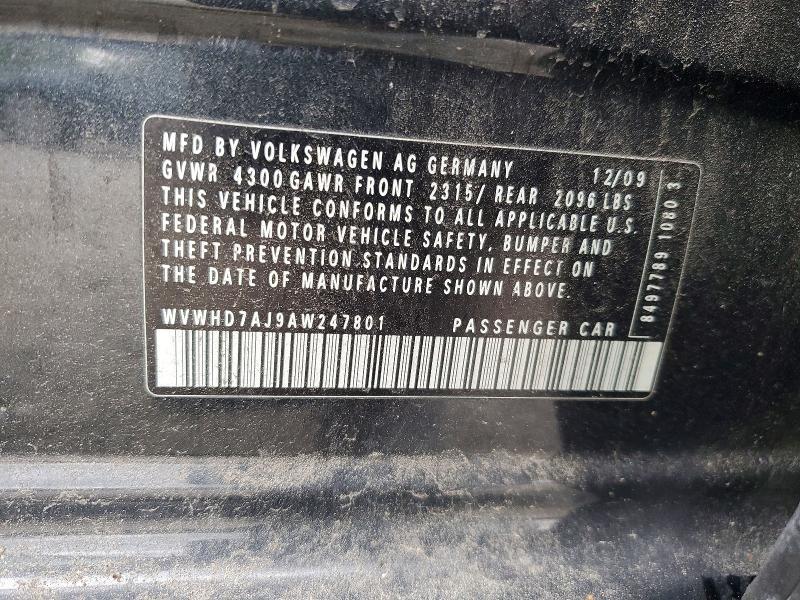 MFD BY VOLKSWAGEN AG GERMANY 12/09
GVWR 4300 GAWR FRONT 2315/ REAR 2096 LBS
THIS VEHICLE CONFORMS TO ALL APPLICABLE U.S.
FEDERAL MOTOR VEHICLE SAFETY, BUMPER AND
THEFT PREVENTION STANDARDS IN EFFECT ON
THE DATE OF MANUFACTURE SHOWN ABOVE.
WVWHD7AJ9AW247801 PASSENGER CAR
8497789 1080 3